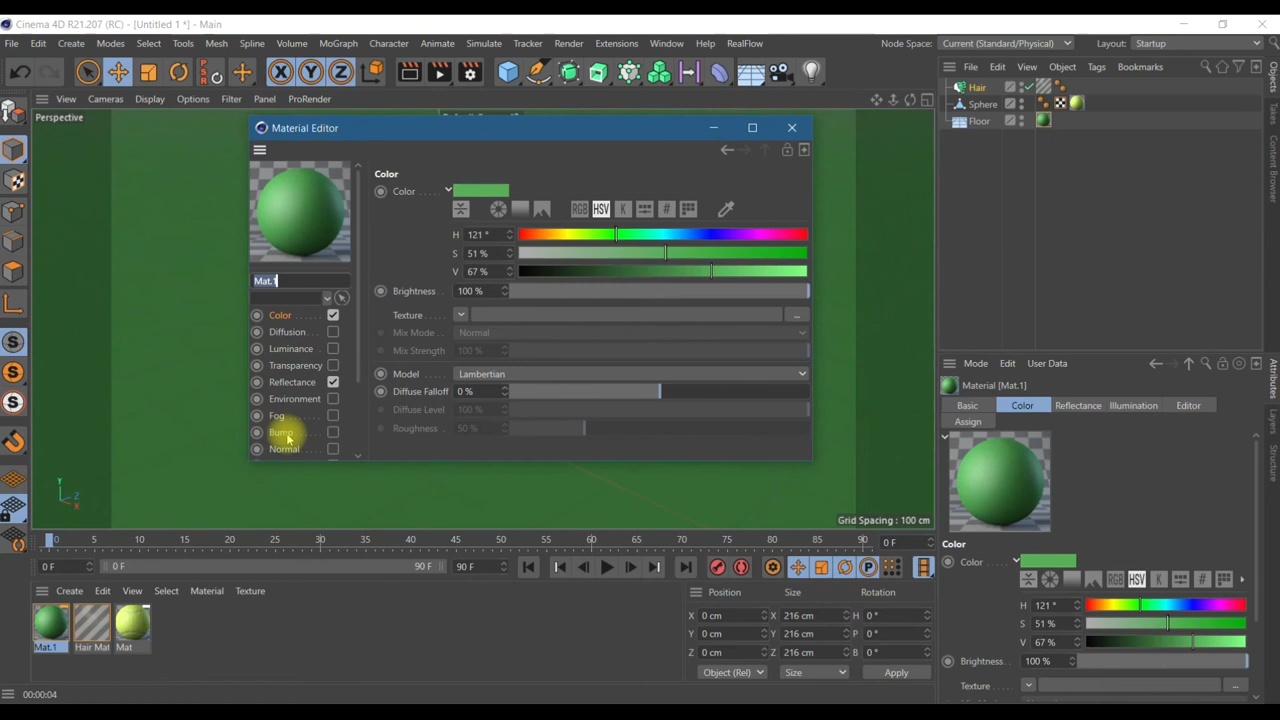 Cinema 4D R21.207 (RC) - [Untitled 1 *] - Main
File Edit Create Modes Select Tools Mesh Spline Volume MoGraph Character Animate Simulate Tracker Render Extensions Window Help RealFlow Node Space: Current (Standard/Physical) Layout: Startup
View Cameras Display Options Filter Panel ProRender
File Edit View Object Tags Bookmarks
Hair
Sphere
Floor
Objects
Takes
Content Browser
Perspective
Material Editor
Mat.1
Color
Diffusion
Luminance
Transparency
Reflectance
Environment
Fog
Bump
Normal
Color
Color
RGB HSV K #
H 121 °
S 51 %
V 67 %
Brightness 100 %
Texture ...
Mix Mode Normal
Mix Strength 100 %
Model Lambertian
Diffuse Falloff 0 %
Diffuse Level 100 %
Roughness 50 %
Grid Spacing : 100 cm
Y
Z
X
Mode Edit User Data
Material [Mat.1]
Basic Color Reflectance Illumination Editor
Assign
Attributes
Layers
Structure
Color
Color
RGB HSV K #
H 121 °
S 51 %
V 67 %
Brightness 100 %
Texture ...
0 5 10 15 20 25 30 35 40 45 50 55 60 65 70 75 80 85 90 0 F
0 F 0 F 90 F 90 F
Create Edit View Select Material Texture
Mat.1 Hair Mat Mat
Position Size Rotation
X 0 cm X 216 cm H 0 °
Y 0 cm Y 216 cm P 0 °
Z 0 cm Z 216 cm B 0 °
Object (Rel) Size Apply
00:00:04